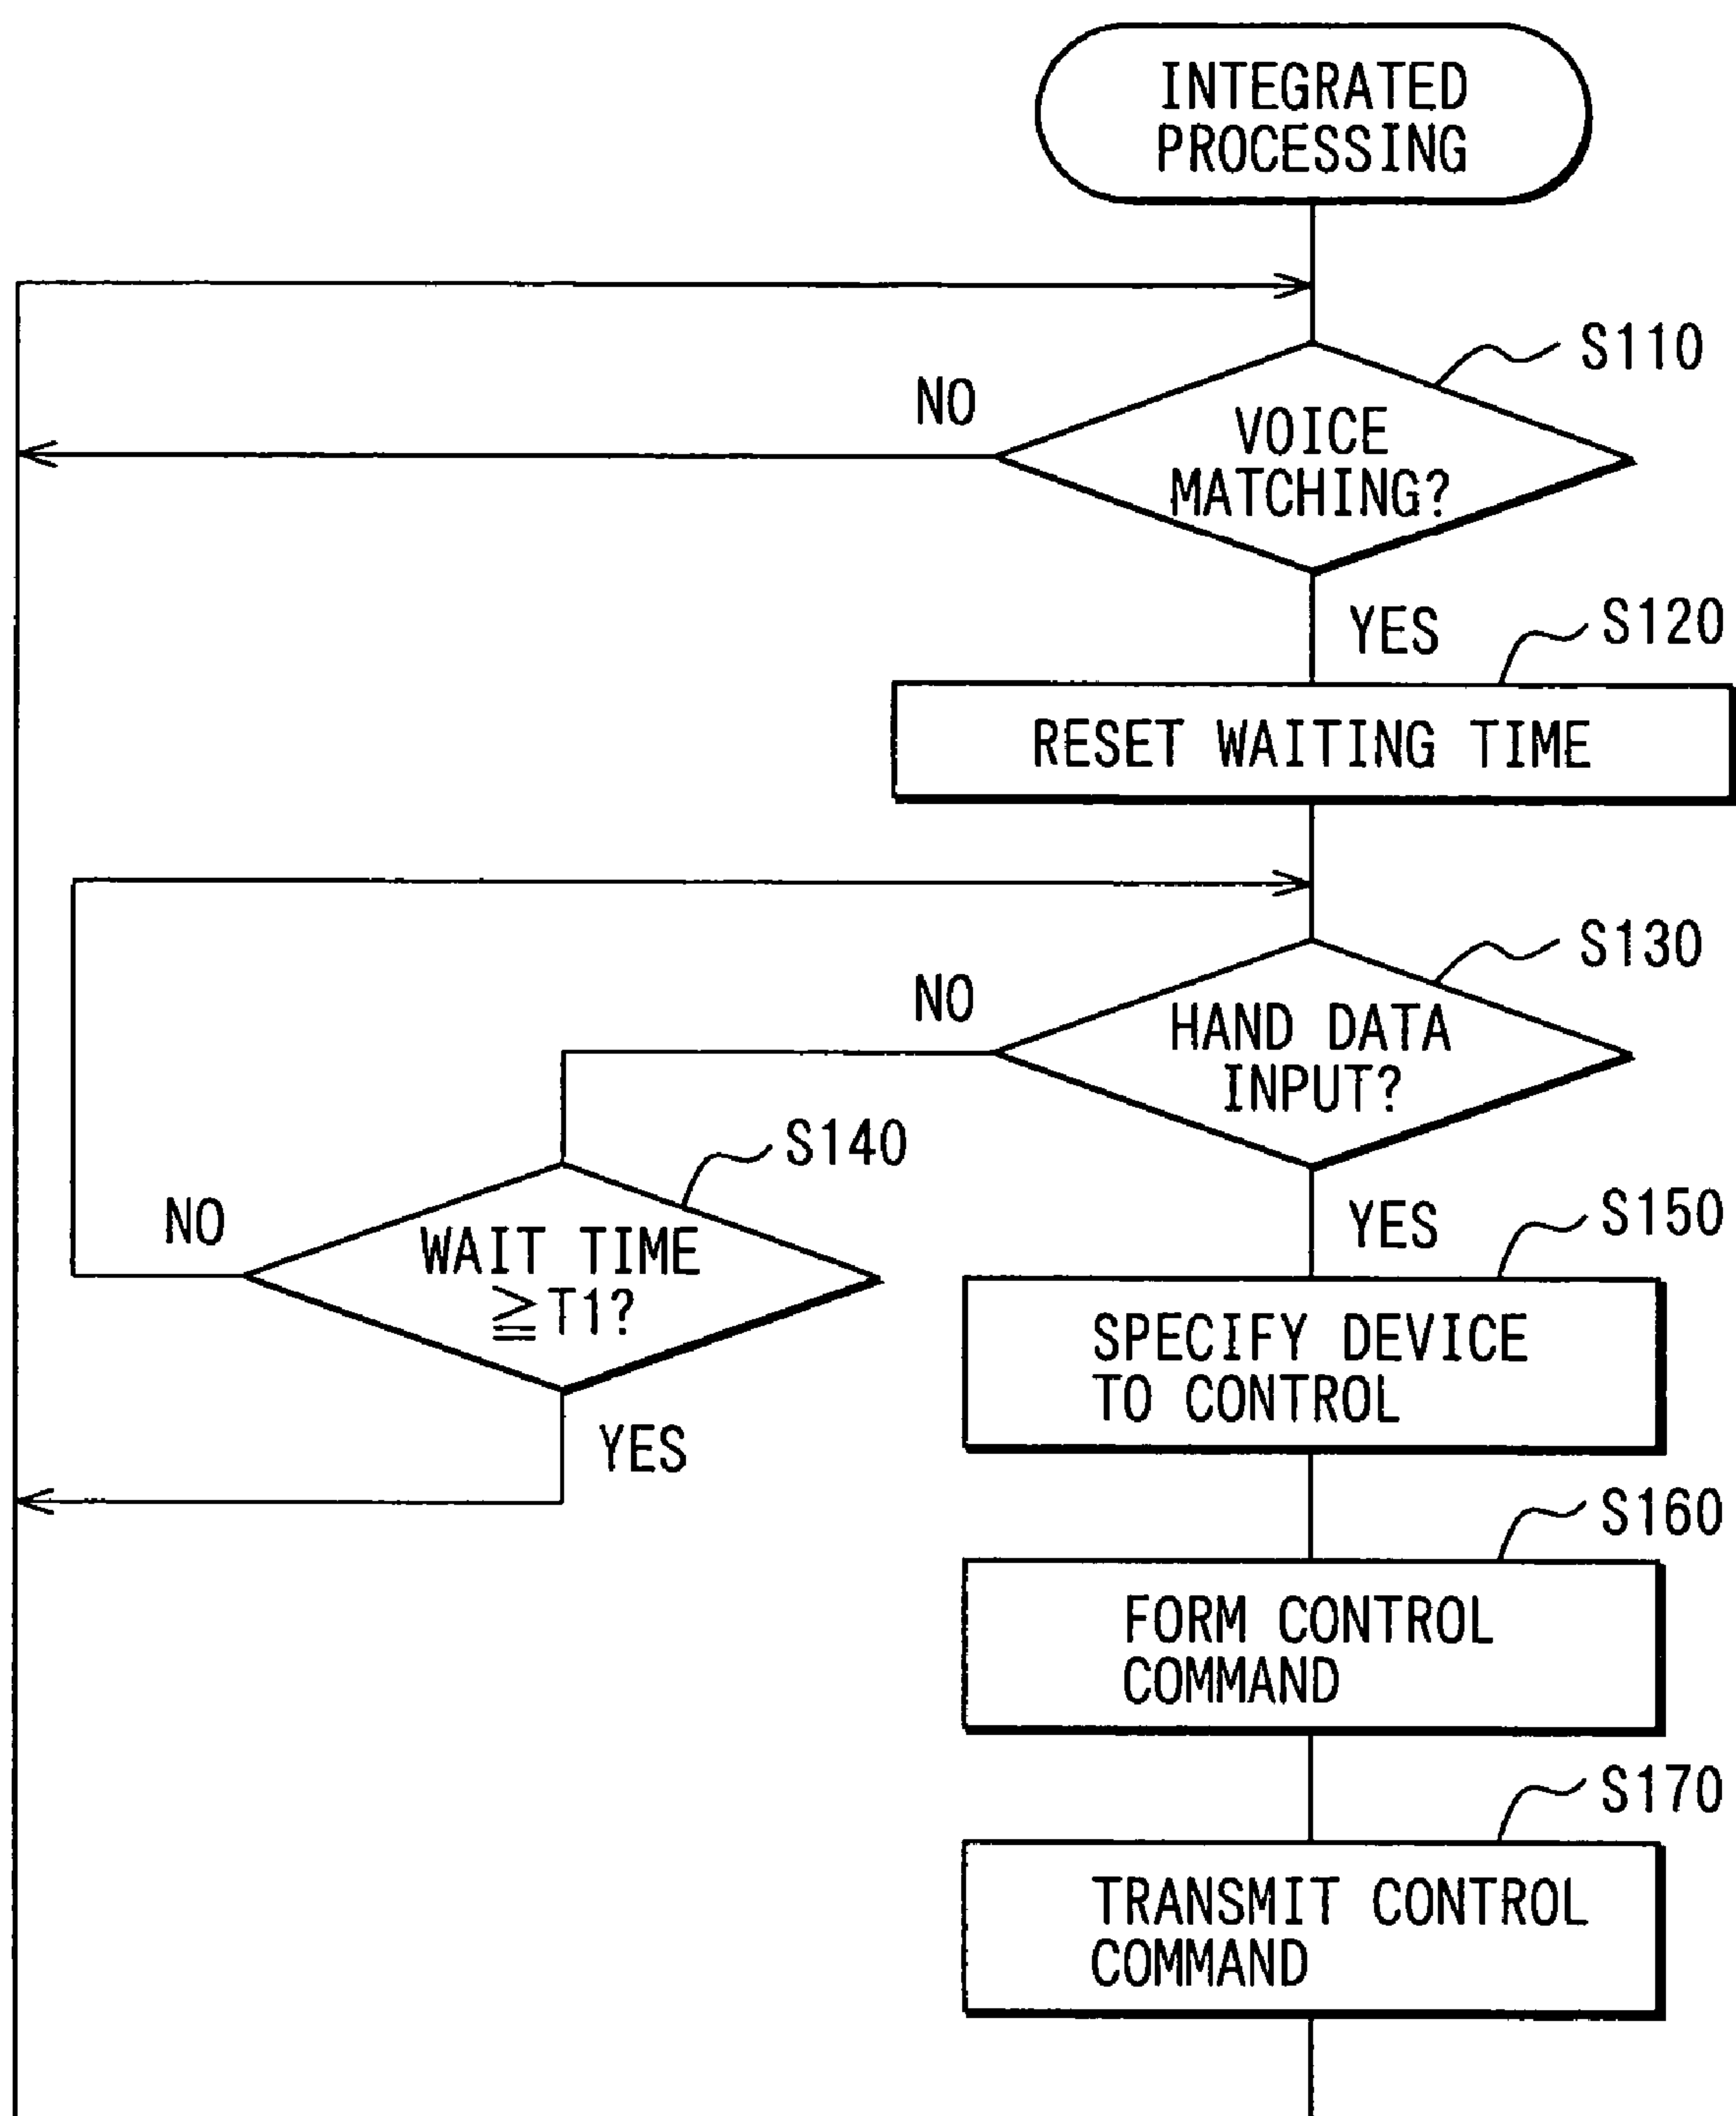 INTEGRATED
PROCESSING
S110
NO
VOICE
MATCHING?
YES
S120
RESET WAITING TIME
S130
NO
HAND DATA
INPUT?
S140
NO
WAIT TIME
≧T1?
YES
YES
S150
SPECIFY DEVICE
TO CONTROL
S160
FORM CONTROL
COMMAND
S170
TRANSMIT CONTROL
COMMAND